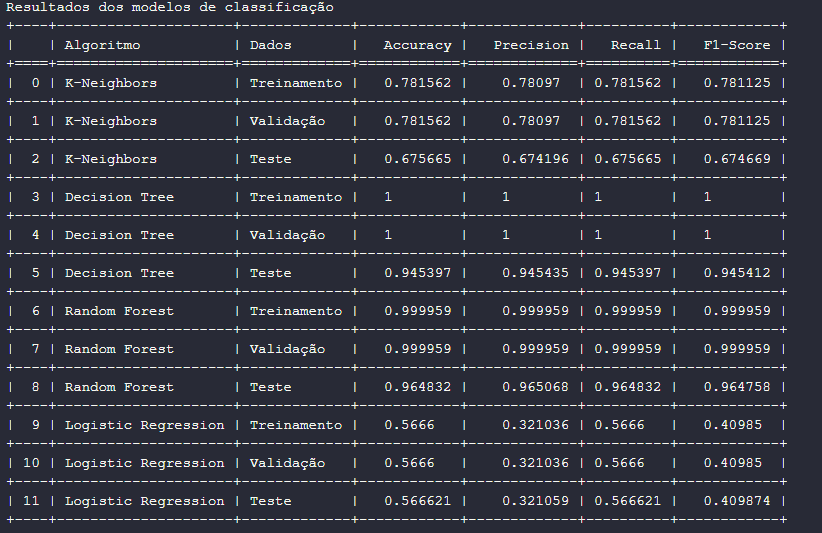 Resultados dos modelos de classificação
+----+---------------------+------------+------------+-------------+----------+------------+
|    | Algoritmo           | Dados      |   Accuracy |   Precision |   Recall |   F1-Score |
+====+=====================+============+============+=============+==========+============+
|  0 | K-Neighbors         | Treinamento |   0.781562 |    0.78097  | 0.781562 |   0.781125 |
+----+---------------------+------------+------------+-------------+----------+------------+
|  1 | K-Neighbors         | Validação   |   0.781562 |    0.78097  | 0.781562 |   0.781125 |
+----+---------------------+------------+------------+-------------+----------+------------+
|  2 | K-Neighbors         | Teste       |   0.675665 |    0.674196 | 0.675665 |   0.674669 |
+----+---------------------+------------+------------+-------------+----------+------------+
|  3 | Decision Tree       | Treinamento |   1        |    1        | 1        |   1        |
+----+---------------------+------------+------------+-------------+----------+------------+
|  4 | Decision Tree       | Validação   |   1        |    1        | 1        |   1        |
+----+---------------------+------------+------------+-------------+----------+------------+
|  5 | Decision Tree       | Teste       |   0.945397 |    0.945435 | 0.945397 |   0.945412 |
+----+---------------------+------------+------------+-------------+----------+------------+
|  6 | Random Forest       | Treinamento |   0.999959 |    0.999959 | 0.999959 |   0.999959 |
+----+---------------------+------------+------------+-------------+----------+------------+
|  7 | Random Forest       | Validação   |   0.999959 |    0.999959 | 0.999959 |   0.999959 |
+----+---------------------+------------+------------+-------------+----------+------------+
|  8 | Random Forest       | Teste       |   0.964832 |    0.965068 | 0.964832 |   0.964758 |
+----+---------------------+------------+------------+-------------+----------+------------+
|  9 | Logistic Regression | Treinamento |   0.5666   |    0.321036 | 0.5666   |   0.40985  |
+----+---------------------+------------+------------+-------------+----------+------------+
| 10 | Logistic Regression | Validação   |   0.5666   |    0.321036 | 0.5666   |   0.40985  |
+----+---------------------+------------+------------+-------------+----------+------------+
| 11 | Logistic Regression | Teste       |   0.566621 |    0.321059 | 0.566621 |   0.409874 |
+----+---------------------+------------+------------+-------------+----------+------------+